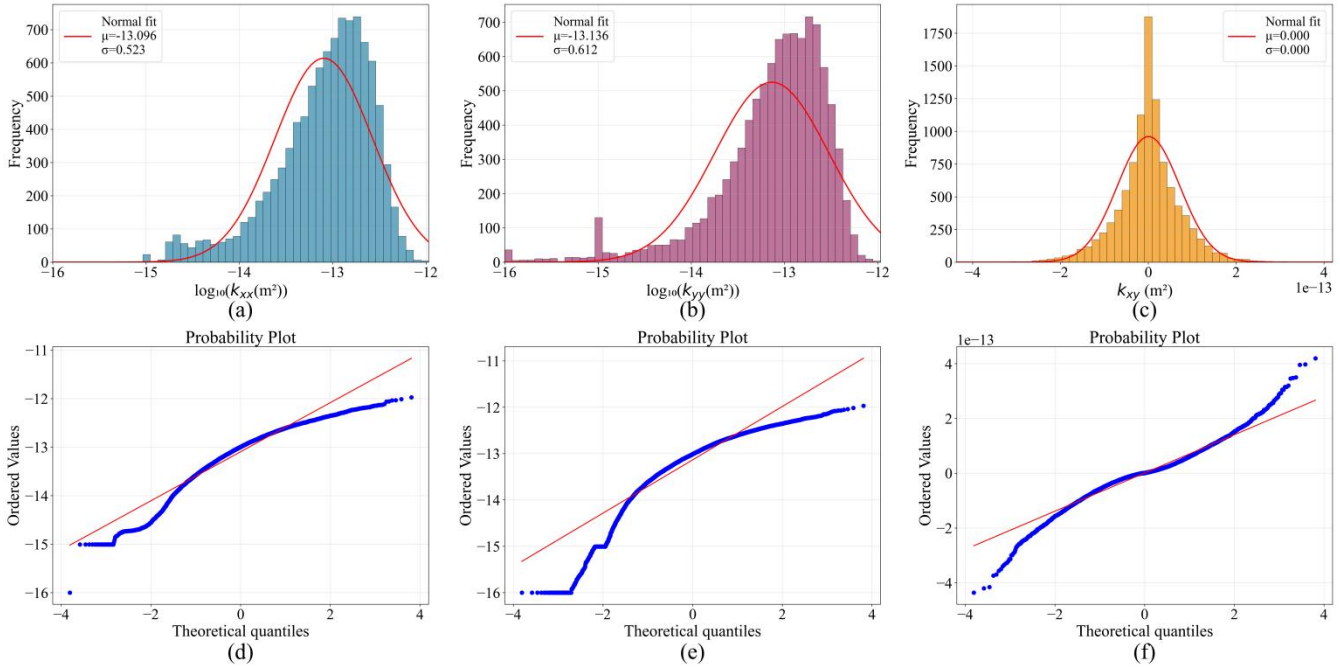 Normal fit
μ=-13.096
σ=0.523
Frequency
700
600
500
400
300
200
100
0
−16
−15
−14
−13
−12
log₁₀(kxx(m²))
(a)
Normal fit
μ=-13.136
σ=0.612
Frequency
700
600
500
400
300
200
100
0
−16
−15
−14
−13
−12
log₁₀(kyy(m²))
(b)
Normal fit
μ=0.000
σ=0.000
Frequency
1750
1500
1250
1000
750
500
250
0
−4
−2
0
2
4
1e−13
kxy (m²)
(c)
Probability Plot
Ordered Values
−11
−12
−13
−14
−15
−16
−4
−2
0
2
4
Theoretical quantiles
(d)
Probability Plot
Ordered Values
−11
−12
−13
−14
−15
−16
−4
−2
0
2
4
Theoretical quantiles
(e)
1e−13
Probability Plot
Ordered Values
4
2
0
−2
−4
−4
−2
0
2
4
Theoretical quantiles
(f)